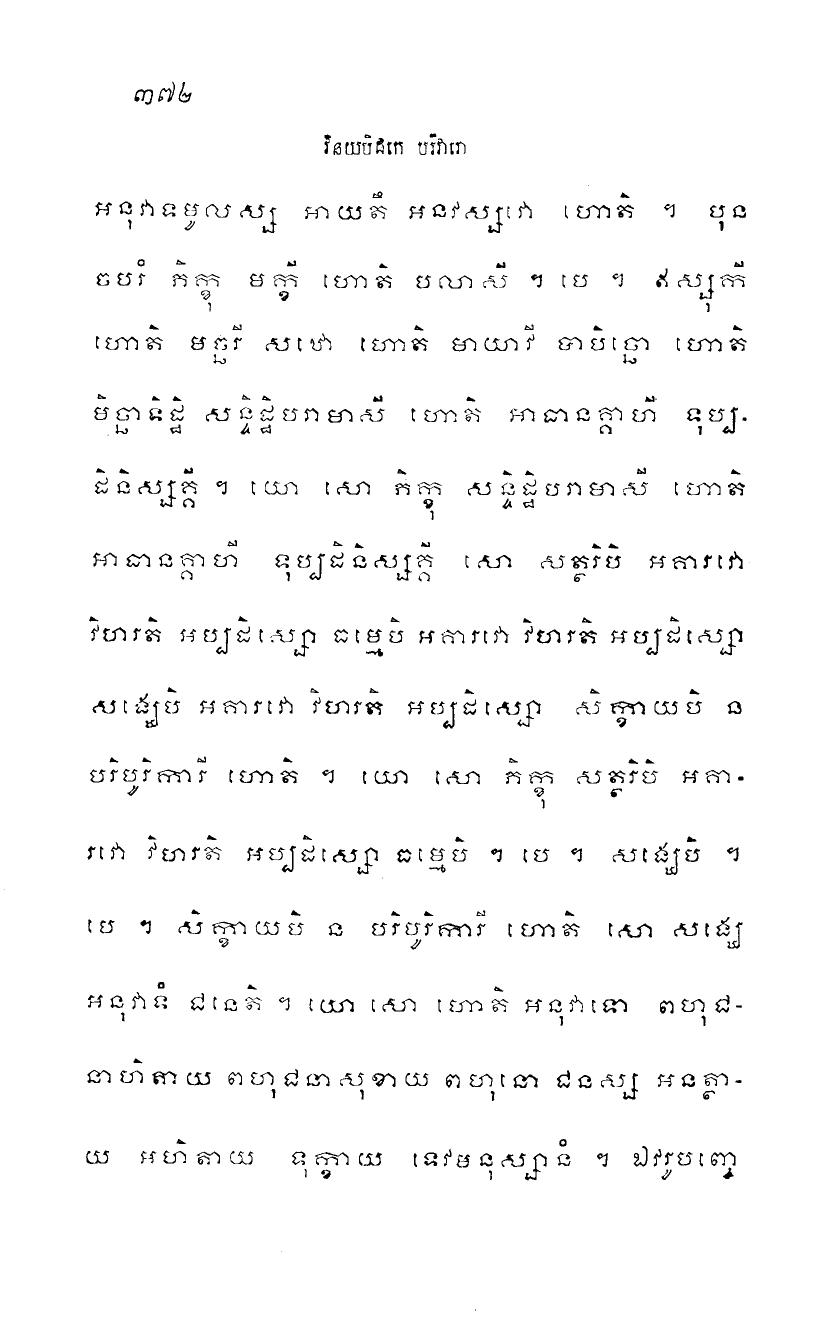 ៣៧២
វិនយបិដកេ បរិវារោ
អនុវាទមូលស្ស អាយតឹ អនវស្សវោ ហោតិ ។ បុន
ចបរំ ភិក្ខុ មក្ខី ហោតិ បលាសី ។ បេ ។ ឥស្សុកី
ហោតិ មច្ឆរី សឋោ ហោតិ មាយាវី បាបិច្ឆោ ហោតិ
មិច្ឆាទិដ្ឋិ សន្ទិដ្ឋិបរាមាសី ហោតិ អាធានគ្គាហី ទុប្ប-
ដិនិស្សគ្គី ។ យោ សោ ភិក្ខុ សន្ទិដ្ឋិបរាមាសី ហោតិ
អាធានគ្គាហី ទុប្បដិនិស្សគ្គី សោ សត្ថរិបិ អគារវោ
វិហរតិ អប្បដិស្សោ ធម្មេបិ អគារវោ វិហរតិ អប្បដិស្សោ
សង្ឃេបិ អគារវោ វិហរតិ អប្បដិស្សោ សិក្ខាយបិ ន
បរិបូរិការី ហោតិ ។ យោ សោ ភិក្ខុ សត្ថរិបិ អគា-
រវោ វិហរតិ អប្បដិស្សោ ធម្មេបិ ។ បេ ។ សង្ឃេបិ ។
បេ ។ សិក្ខាយបិ ន បរិបូរិការី ហោតិ សោ សង្ឃេ
អនុវាទំ ជនេតិ ។ យោ សោ ហោតិ អនុវាទោ ពហុជ-
នាហិតាយ ពហុជនាសុខាយ ពហុនោ ជនស្ស អនត្ថា-
យ អហិតាយ ទុក្ខាយ ទេវមនុស្សានំ ។ ឯវរូបញ្ចេ